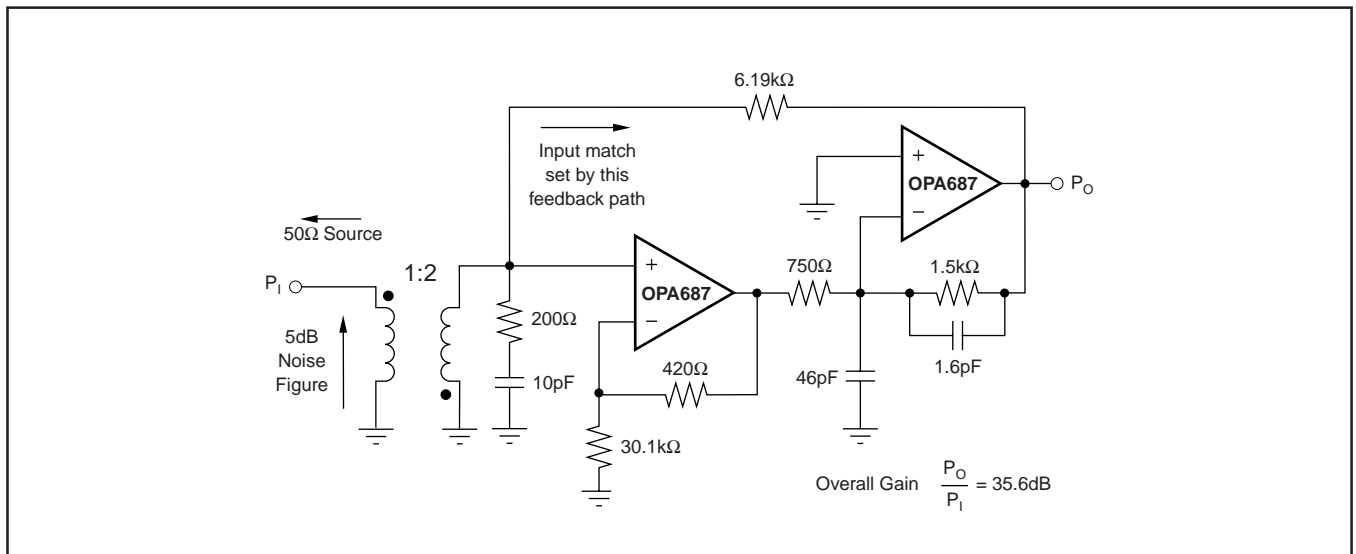 6.19kΩ
Input match
set by this
feedback path
+
OPA687
−
P_O
50Ω Source
1:2
P_I
5dB
Noise
Figure
200Ω
10pF
+
OPA687
−
420Ω
30.1kΩ
750Ω
46pF
1.5kΩ
1.6pF
Overall Gain P_O/P_I = 35.6dB